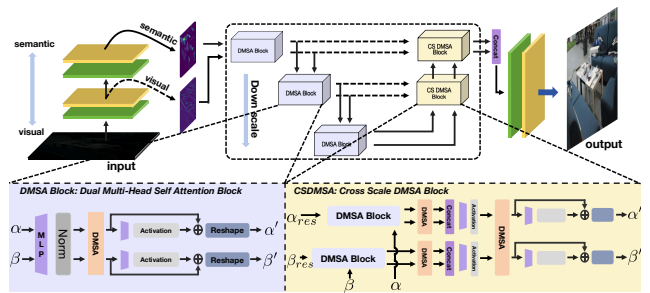 semantic
semantic
visual
visual
input
DMSA Block
DMSA Block
DMSA Block
Down scale
CS DMSA
Block
CS DMSA
Block
Concat
output
DMSA Block: Dual Multi-Head Self Attention Block
α
β
MLP
Norm
DMSA
Activation
Activation
⊕
⊕
Reshape
Reshape
α′
β′
CSDMSA: Cross Scale DMSA Block
α_res
β_res
DMSA Block
DMSA Block
β
α
DMSA
DMSA
Concat
Concat
Activation
Activation
DMSA
⊕
⊕
α′
β′